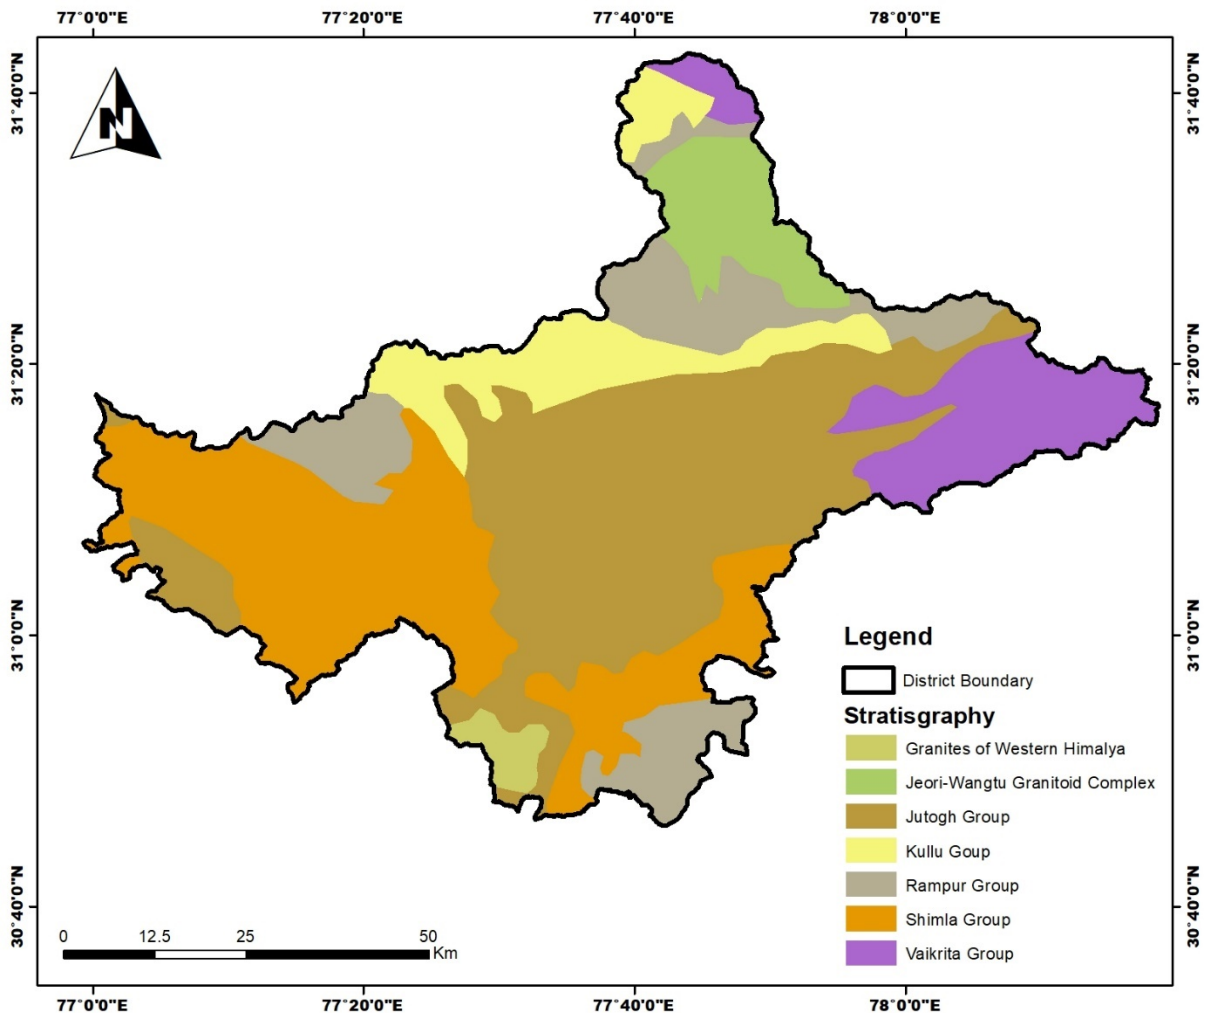 77°0'0"E 77°20'0"E 77°40'0"E 78°0'0"E
31°40'0"N 31°40'0"N
N
31°20'0"N 31°20'0"N
31°0'0"N 31°0'0"N
Legend
District Boundary
Stratisgraphy
Granites of Western Himalya
Jeori-Wangtu Granitoid Complex
Jutogh Group
Kullu Goup
Rampur Group
Shimla Group
Vaikrita Group
30°40'0"N 30°40'0"N
0 12.5 25 50
Km
77°0'0"E 77°20'0"E 77°40'0"E 78°0'0"E